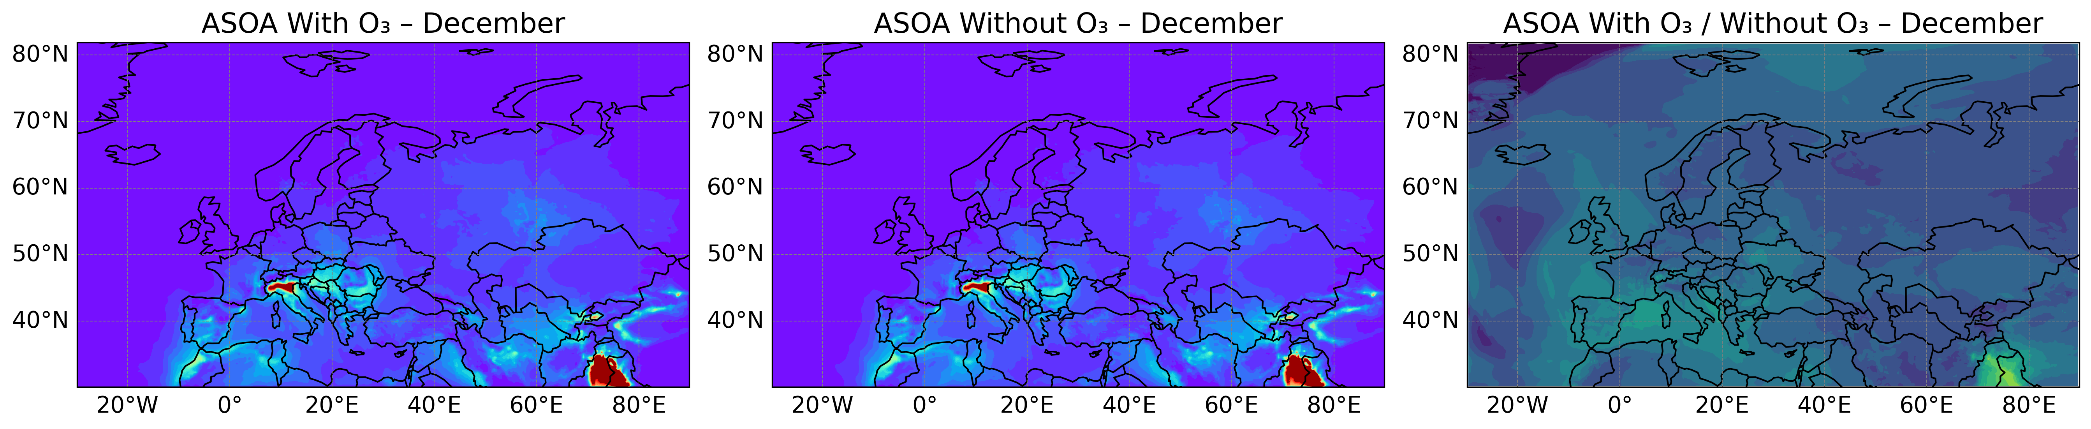 ASOA With O₃ – December
80°N
70°N
60°N
50°N
40°N
20°W 0° 20°E 40°E 60°E 80°E
ASOA Without O₃ – December
80°N
70°N
60°N
50°N
40°N
20°W 0° 20°E 40°E 60°E 80°E
ASOA With O₃ / Without O₃ – December
80°N
70°N
60°N
50°N
40°N
20°W 0° 20°E 40°E 60°E 80°E